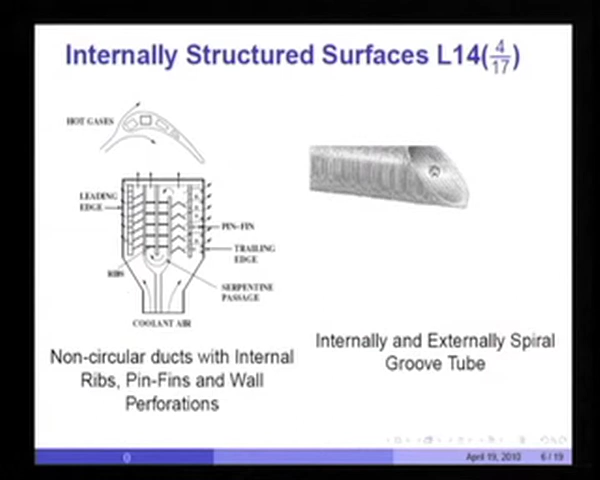 Internally Structured Surfaces L14(4/17)
HOT GASES
LEADING
EDGE
PIN-FIN
TRAILING
EDGE
RIBS
SERPENTINE
PASSAGE
COOLANT AIR
Non-circular ducts with Internal
Ribs, Pin-Fins and Wall
Perforations
Internally and Externally Spiral
Groove Tube
()
April 19, 2010 6 / 19